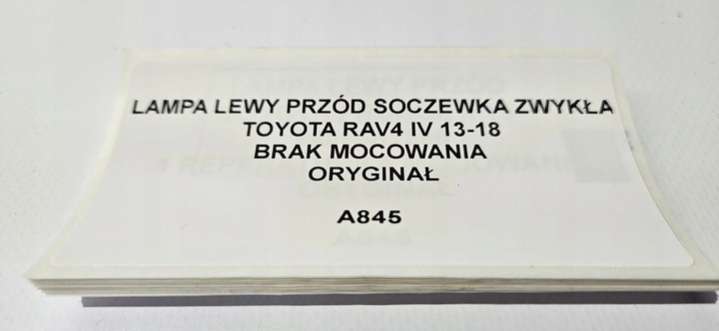 LAMPA LEWY PRZÓD SOCZEWKA ZWYKŁA
TOYOTA RAV4 IV 13-18
BRAK MOCOWANIA
ORYGINAŁ
A845